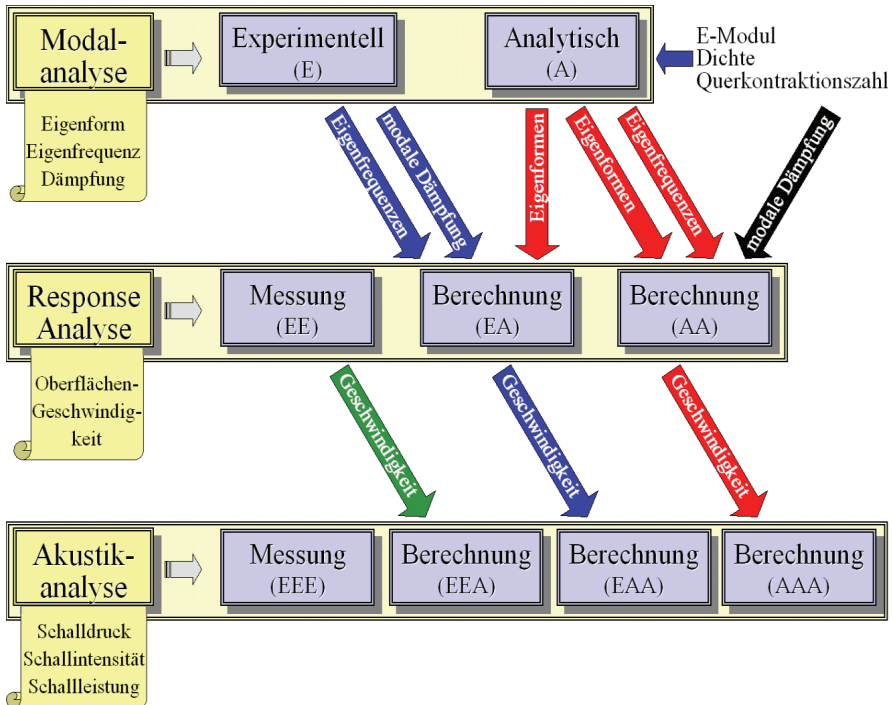 Modal-
analyse
Experimentell
(E)
Analytisch
(A)
E-Modul
Dichte
Querkontraktionszahl
Eigenform
Eigenfrequenz
Dämpfung
Eigenfrequenzen
modale Dämpfung
Eigenformen
Eigenformen
Eigenfrequenzen
modale Dämpfung
Response
Analyse
Messung
(EE)
Berechnung
(EA)
Berechnung
(AA)
Oberflächen-
Geschwindig-
keit
Geschwindigkeit
Geschwindigkeit
Geschwindigkeit
Akustik-
analyse
Messung
(EEE)
Berechnung
(EEA)
Berechnung
(EAA)
Berechnung
(AAA)
Schalldruck
Schallintensität
Schallleistung